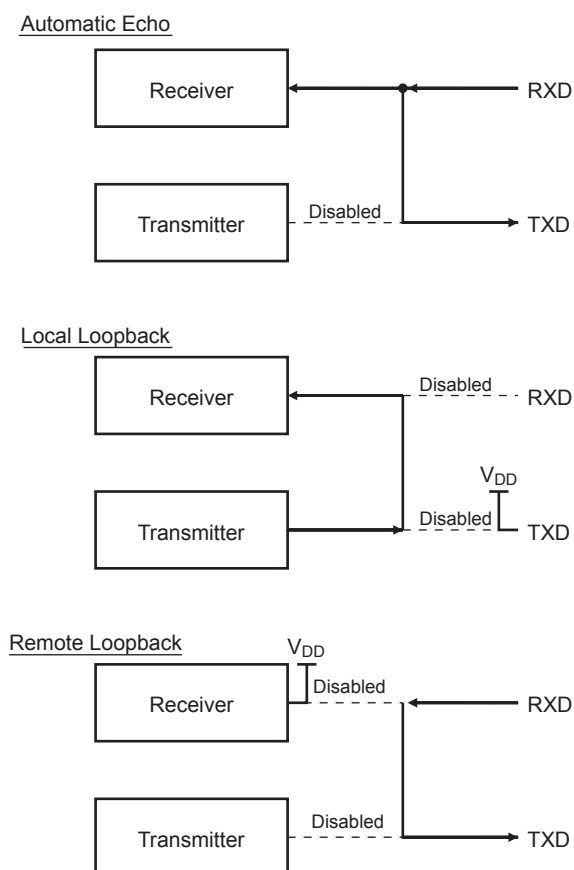 Automatic Echo
Receiver
RXD
Transmitter
Disabled
TXD
Local Loopback
Receiver
Disabled
RXD
VDD
Transmitter
Disabled
TXD
Remote Loopback
VDD
Receiver
Disabled
RXD
Transmitter
Disabled
TXD